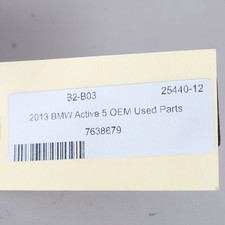 B2-B03 25440-12
2013 BMW Active 5 OEM Used Parts
7638679